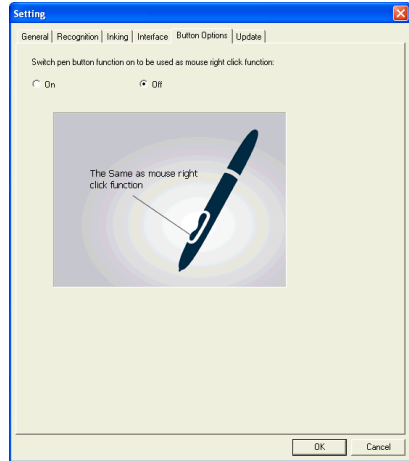 Setting
General Recognition Inking Interface Button Options Update
Switch pen button function on to be used as mouse right click function:
On Off
The Same as mouse right
click function
OK Cancel